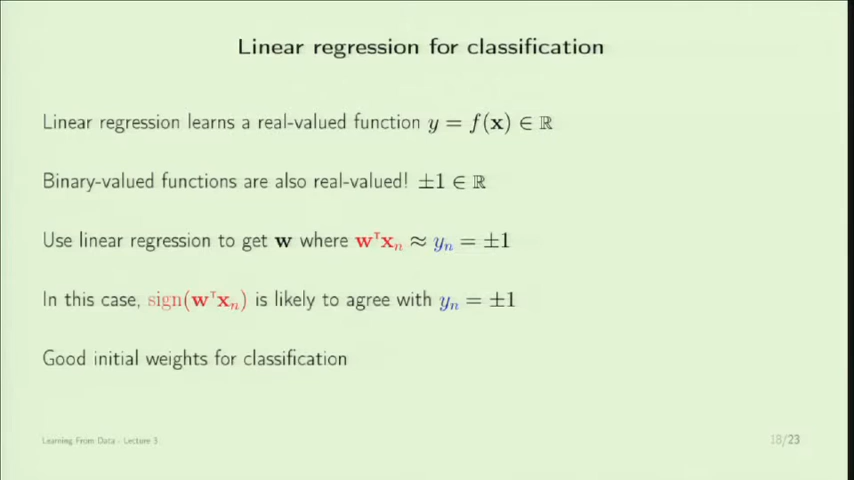 Linear regression for classification
Linear regression learns a real-valued function y = f(x) ∈ ℝ
Binary-valued functions are also real-valued! ±1 ∈ ℝ
Use linear regression to get w where wᵀxₙ ≈ yₙ = ±1
In this case, sign(wᵀxₙ) is likely to agree with yₙ = ±1
Good initial weights for classification
Learning From Data - Lecture 3
18/23